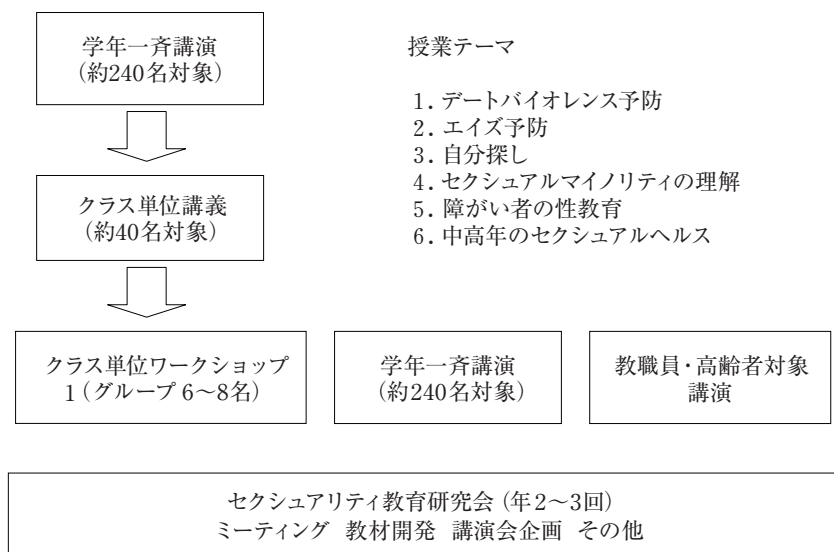 学年一斉講演
(約240名対象)
授業テーマ
1. デートバイオレンス予防
2. エイズ予防
3. 自分探し
4. セクシュアルマイノリティの理解
5. 障がい者の性教育
6. 中高年のセクシュアルヘルス
クラス単位講義
(約40名対象)
クラス単位ワークショップ
1 (グループ 6〜8名)
学年一斉講演
(約240名対象)
教職員・高齢者対象
講演
セクシュアリティ教育研究会 (年2〜3回)
ミーティング 教材開発 講演会企画 その他